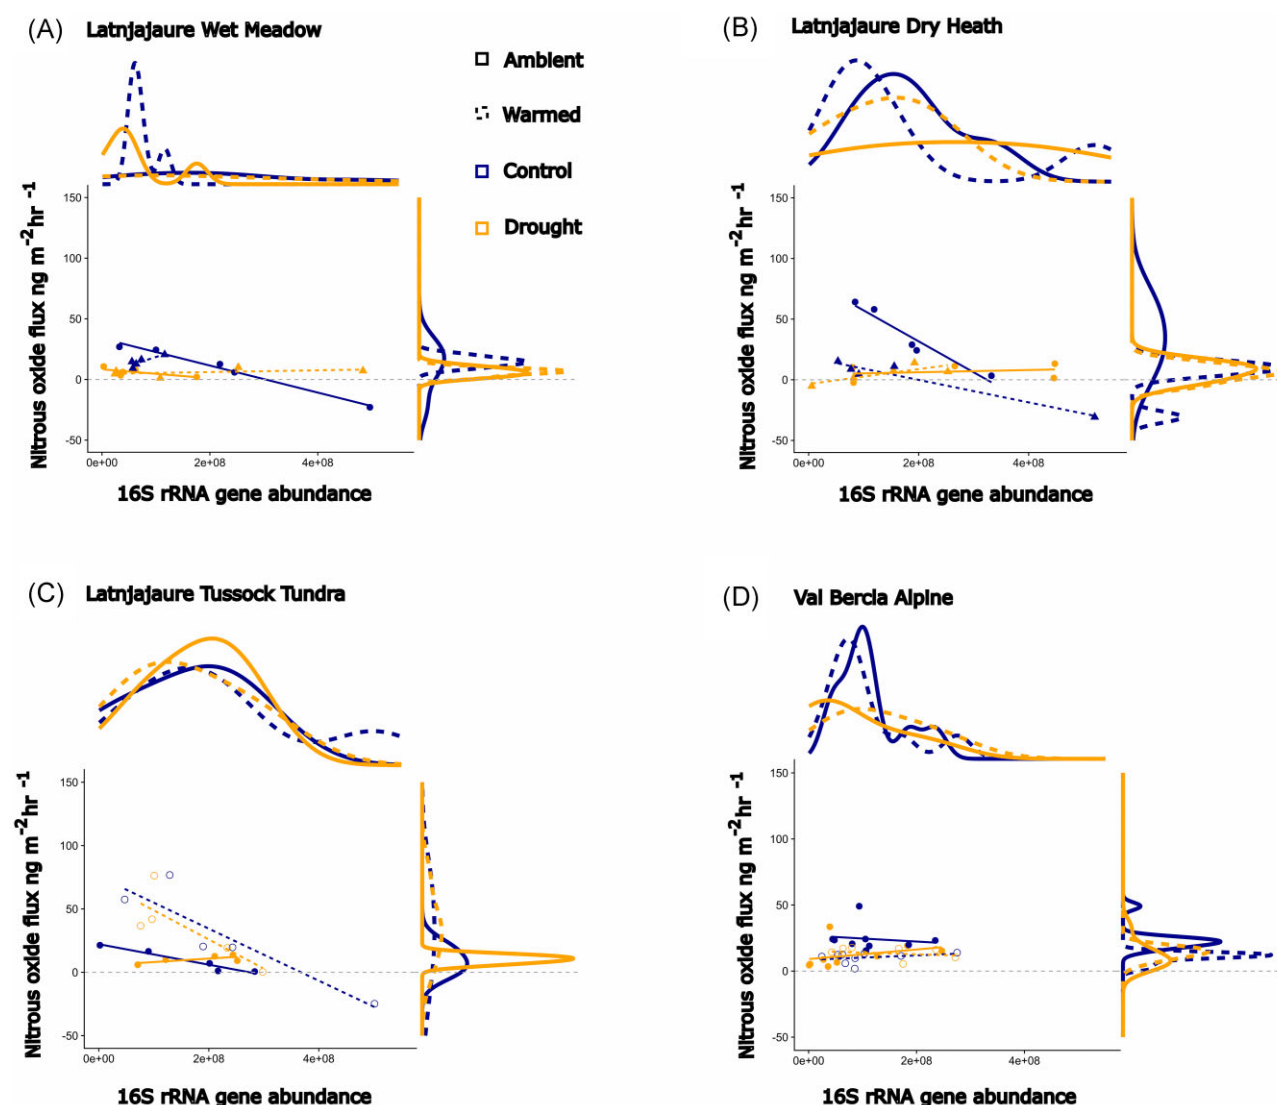 (A) Latnjajaure Wet Meadow
Ambient
Warmed
Control
Drought
Nitrous oxide flux ng m-2hr -1
150
100
50
0
-50
0e+00 2e+08 4e+08
16S rRNA gene abundance
(B) Latnjajaure Dry Heath
Nitrous oxide flux ng m-2hr -1
150
100
50
0
-50
0e+00 2e+08 4e+08
16S rRNA gene abundance
(C) Latnjajaure Tussock Tundra
Nitrous oxide flux ng m-2hr -1
150
100
50
0
-50
0e+00 2e+08 4e+08
16S rRNA gene abundance
(D) Val Bercla Alpine
Nitrous oxide flux ng m-2hr -1
150
100
50
0
-50
0e+00 2e+08 4e+08
16S rRNA gene abundance